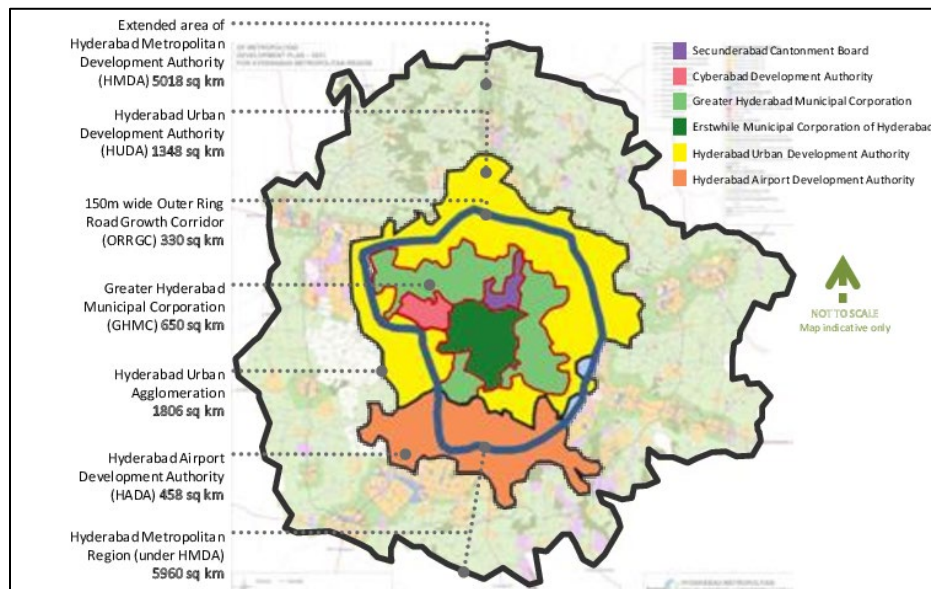 Extended area of
Hyderabad Metropolitan
Development Authority
(HMDA) 5018 sq km
Hyderabad Urban
Development Authority
(HUDA) 1348 sq km
150m wide Outer Ring
Road Growth Corridor
(ORRGC) 330 sq km
Greater Hyderabad
Municipal Corporation
(GHMC) 650 sq km
Hyderabad Urban
Agglomeration
1806 sq km
Hyderabad Airport
Development Authority
(HADA) 458 sq km
Hyderabad Metropolitan
Region (under HMDA)
5960 sq km
Secunderabad Cantonment Board
Cyberabad Development Authority
Greater Hyderabad Municipal Corporation
Erstwhile Municipal Corporation of Hyderabad
Hyderabad Urban Development Authority
Hyderabad Airport Development Authority
NOT TO SCALE
Map indicative only